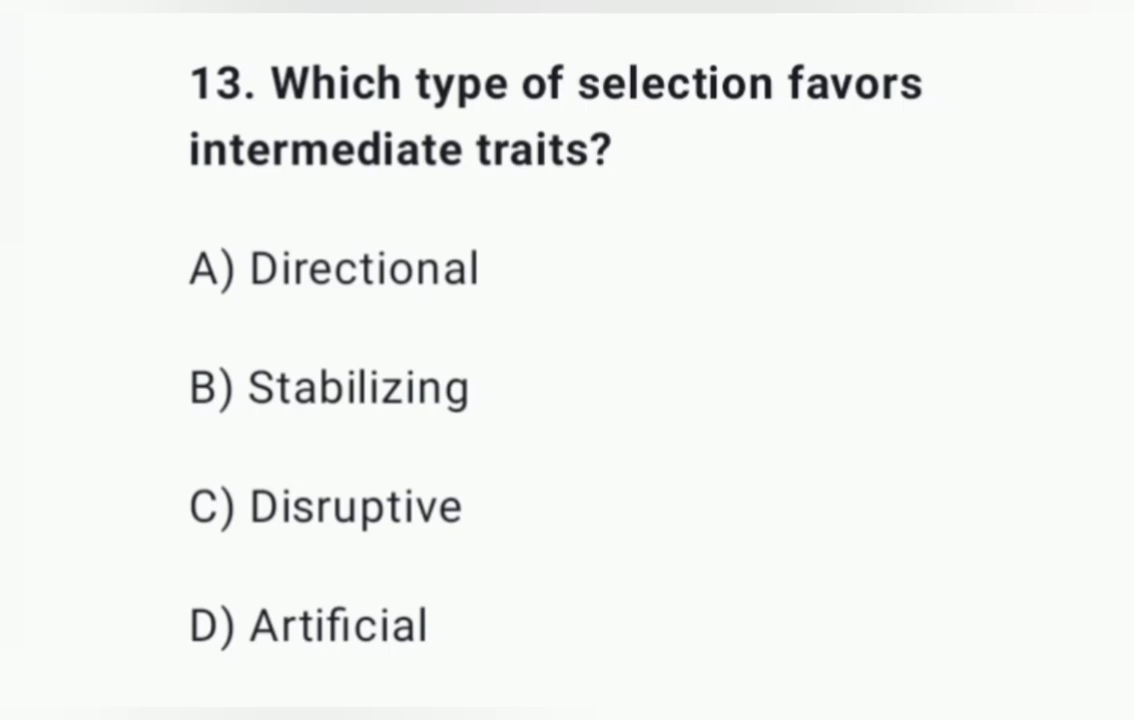 13. Which type of selection favors
intermediate traits?
A) Directional
B) Stabilizing
C) Disruptive
D) Artificial